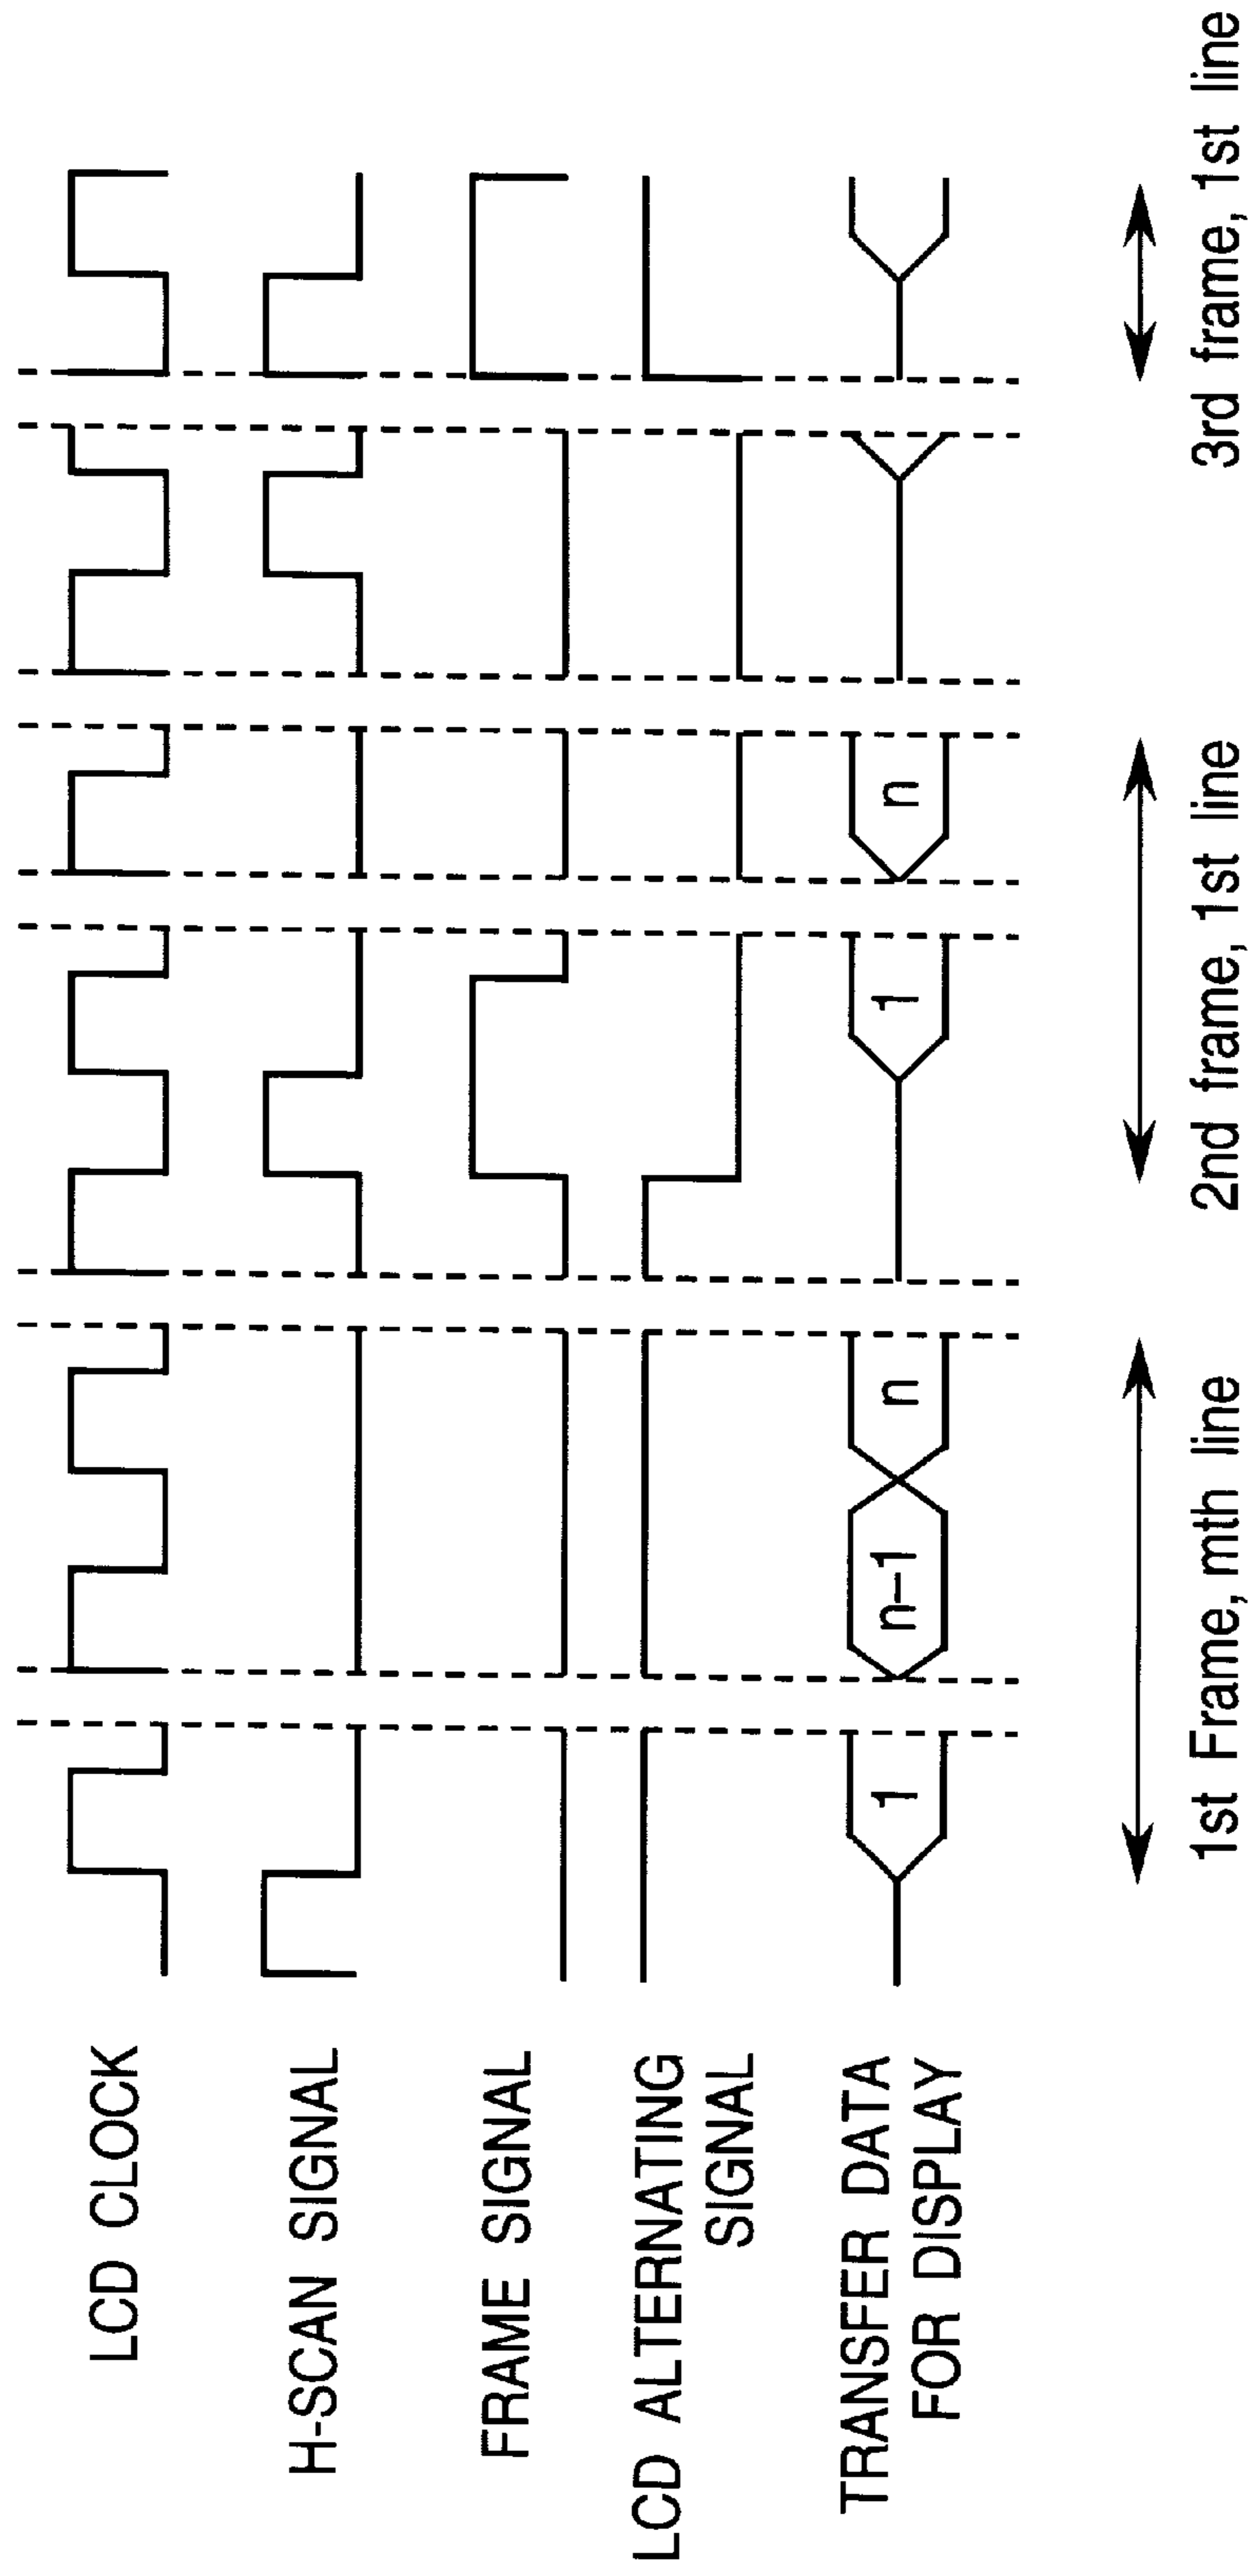 LCD CLOCK
H-SCAN SIGNAL
FRAME SIGNAL
LCD ALTERNATING
SIGNAL
TRANSFER DATA
FOR DISPLAY
1
n-1
n
1
n
1st Frame, mth line
2nd frame, 1st line
3rd frame, 1st line